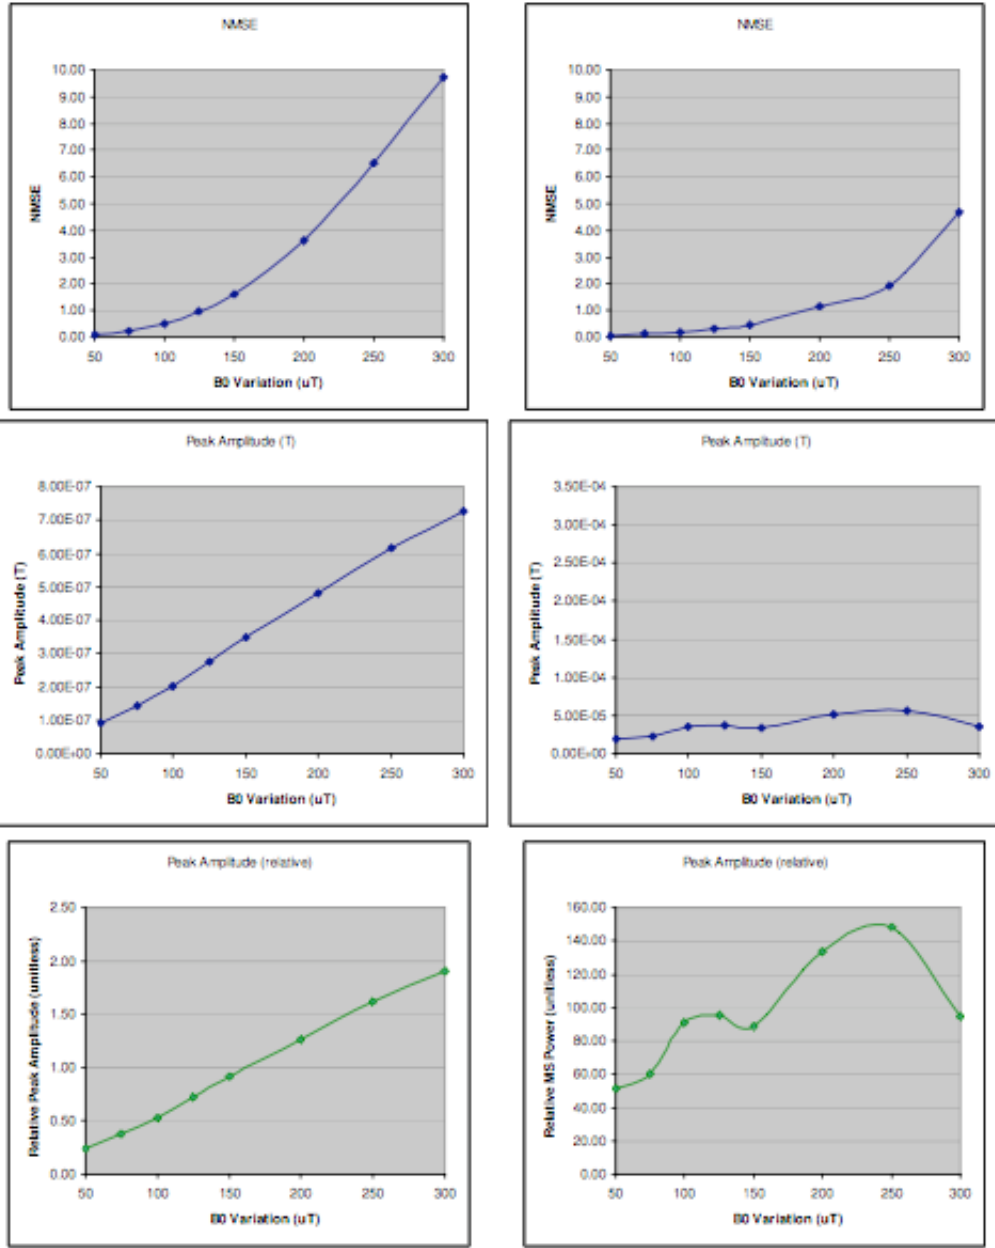 NMSE
10.00
9.00
8.00
7.00
6.00
5.00
4.00
3.00
2.00
1.00
0.00
NMSE
50 100 150 200 250 300
B0 Variation (uT)
NMSE
10.00
9.00
8.00
7.00
6.00
5.00
4.00
3.00
2.00
1.00
0.00
NMSE
50 100 150 200 250 300
B0 Variation (uT)
Peak Amplitude (T)
8.00E-07
7.00E-07
6.00E-07
5.00E-07
4.00E-07
3.00E-07
2.00E-07
1.00E-07
0.00E+00
Peak Amplitude (T)
50 100 150 200 250 300
B0 Variation (uT)
Peak Amplitude (T)
3.50E-04
3.00E-04
2.50E-04
2.00E-04
1.50E-04
1.00E-04
5.00E-05
0.00E+00
Peak Amplitude (T)
50 100 150 200 250 300
B0 Variation (uT)
Peak Amplitude (relative)
2.50
2.00
1.50
1.00
0.50
0.00
Relative Peak Amplitude (unitless)
50 100 150 200 250 300
B0 Variation (uT)
Peak Amplitude (relative)
160.00
140.00
120.00
100.00
80.00
60.00
40.00
20.00
0.00
Relative MS Power (unitless)
50 100 150 200 250 300
B0 Variation (uT)